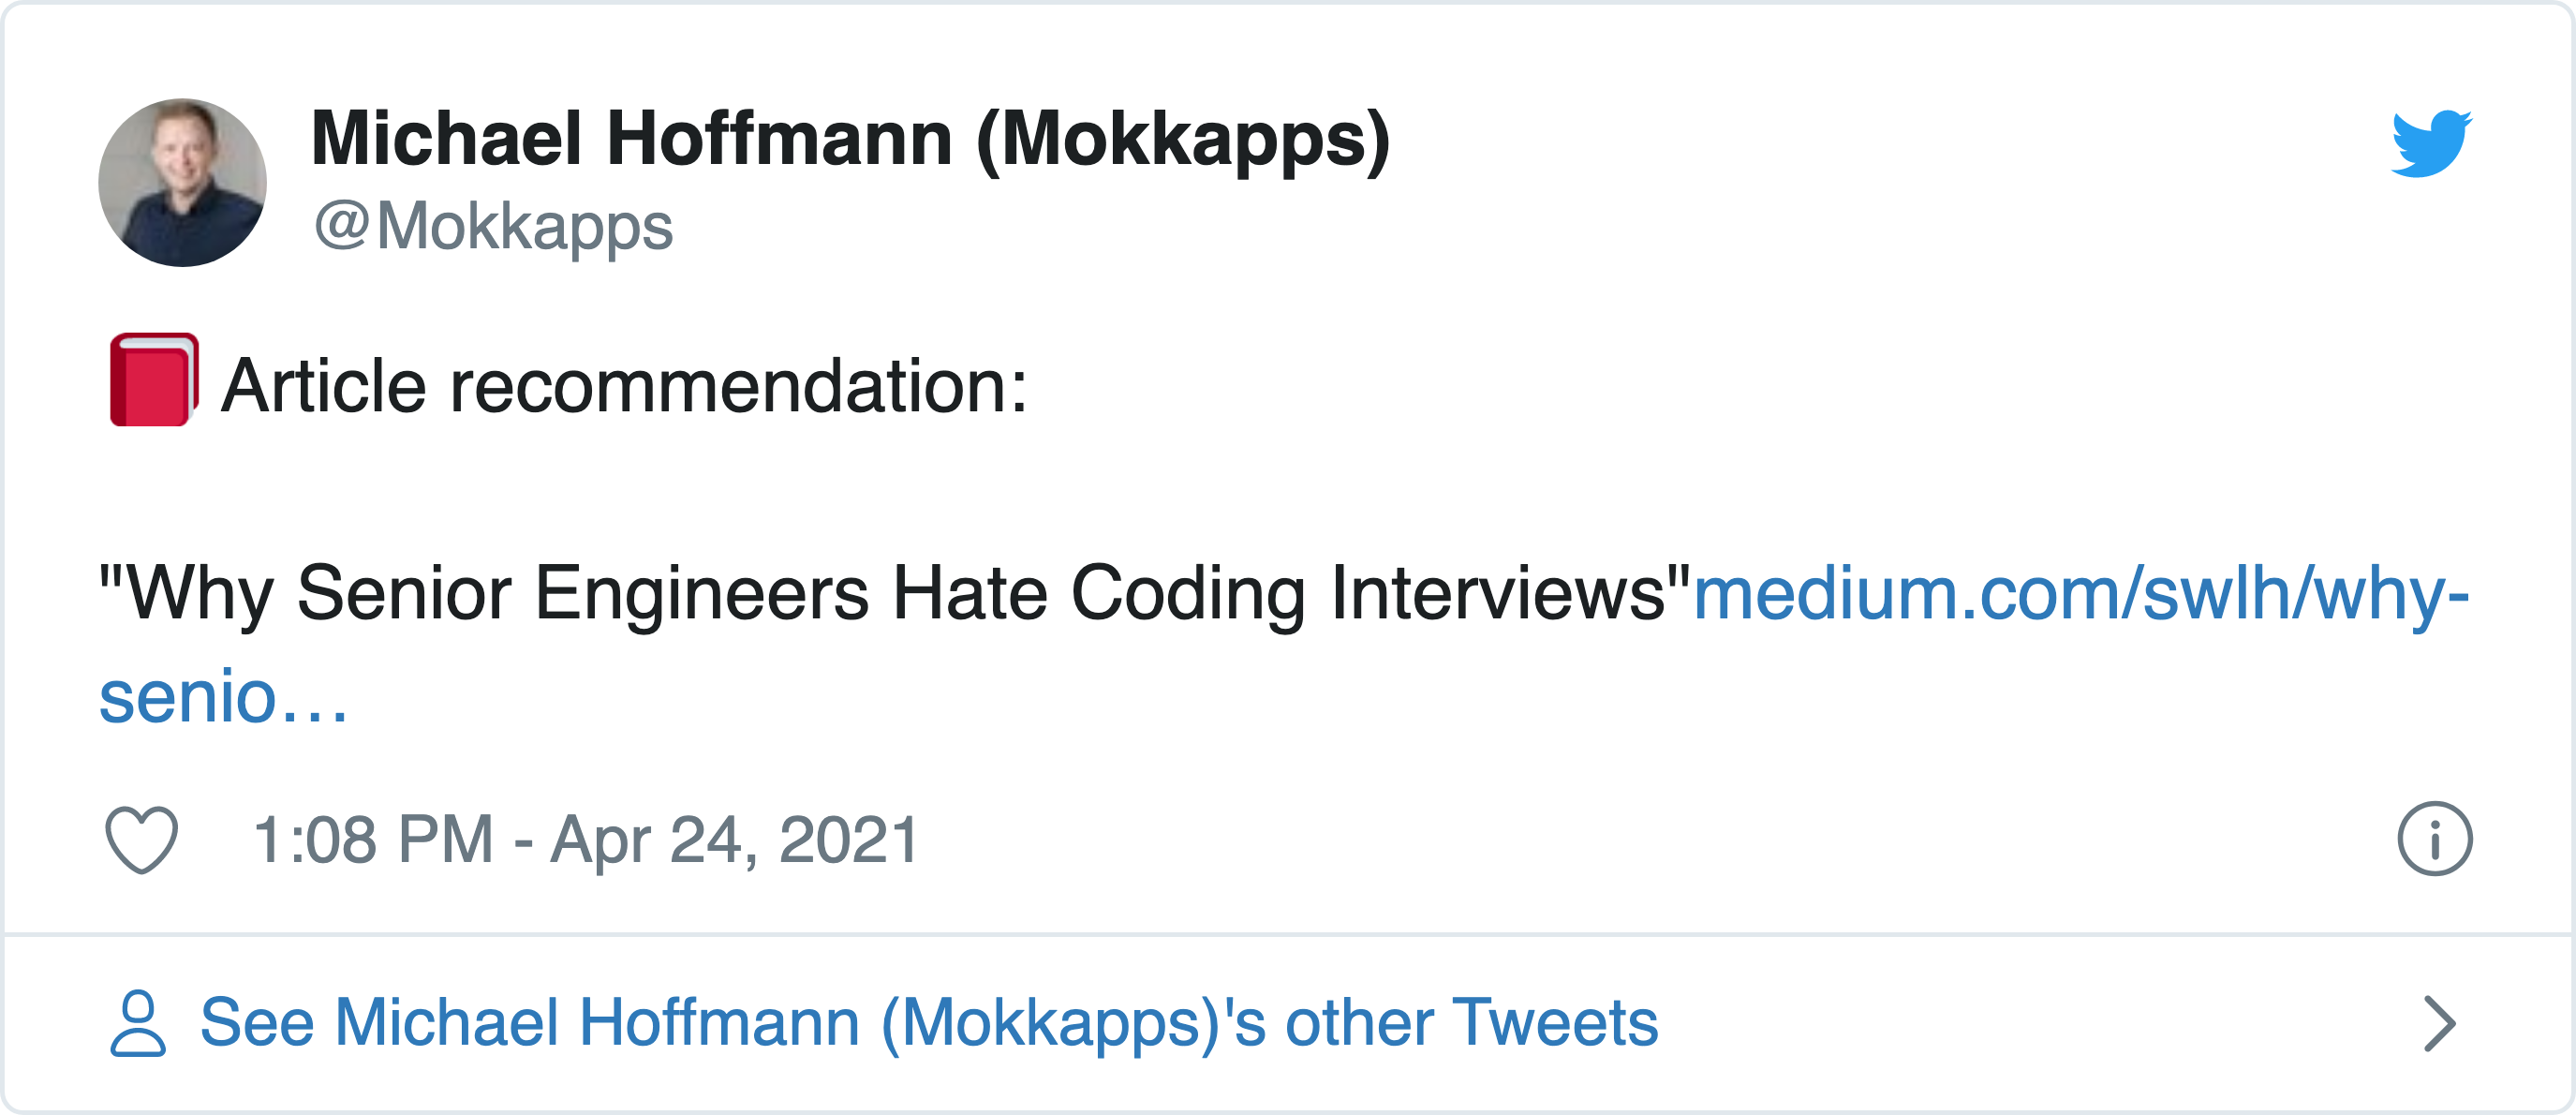 Michael Hoffmann (Mokkapps)
@Mokkapps
📕 Article recommendation:
"Why Senior Engineers Hate Coding Interviews"medium.com/swlh/why-
senio…
1:08 PM - Apr 24, 2021
See Michael Hoffmann (Mokkapps)'s other Tweets